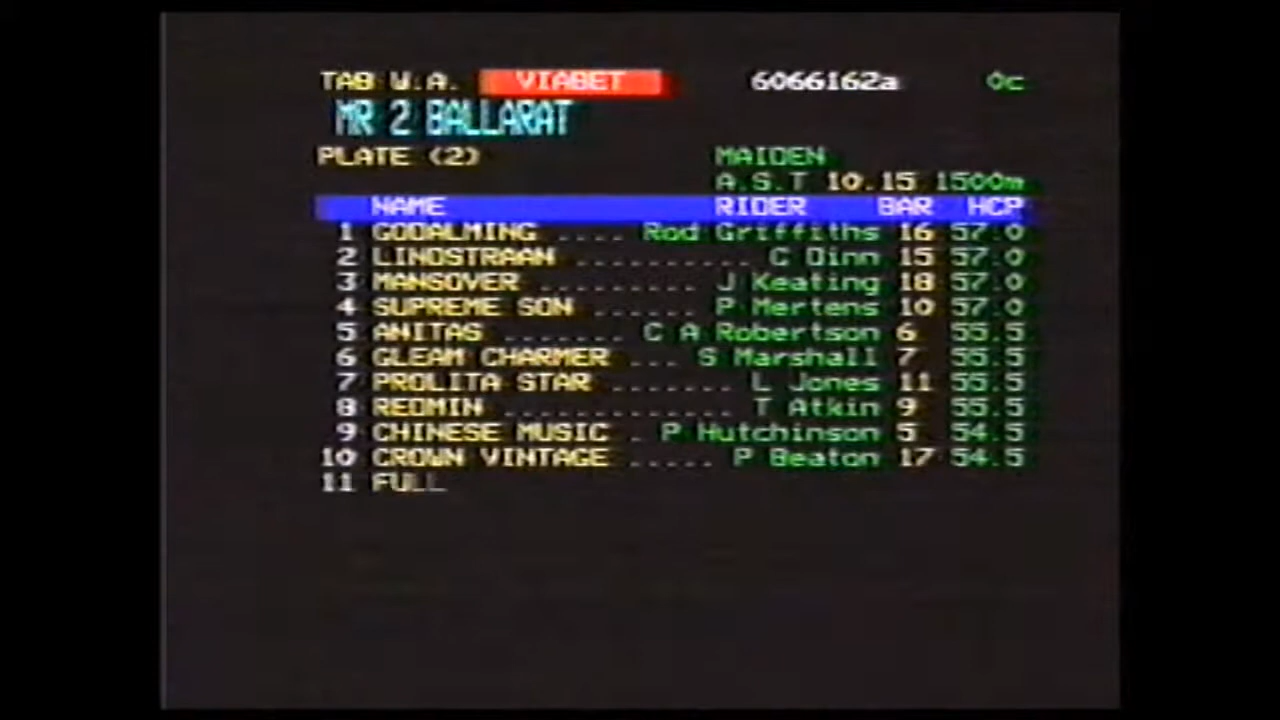 TAB W.A. VIABET 6066162a 0c
MR 2 BALLARAT
PLATE (2) MAIDEN
A.S.T 10.15 1500m
NAME RIDER BAR HCP
1 GODALMING .... Rod Griffiths 16 57.0
2 LINDSTRAAN .......... C Dinn 15 57.0
3 MANSOVER ......... J Keating 18 57.0
4 SUPREME SON ...... P Mertens 10 57.0
5 ANITAS ....... C A Robertson 6 55.5
6 GLEAM CHARMER ... S Marshall 7 55.5
7 PROLITA STAR ....... L Jones 11 55.5
8 REDMIN ............. T Atkin 9 55.5
9 CHINESE MUSIC . P Hutchinson 5 54.5
10 CROWN VINTAGE ..... P Beaton 17 54.5
11 FULL